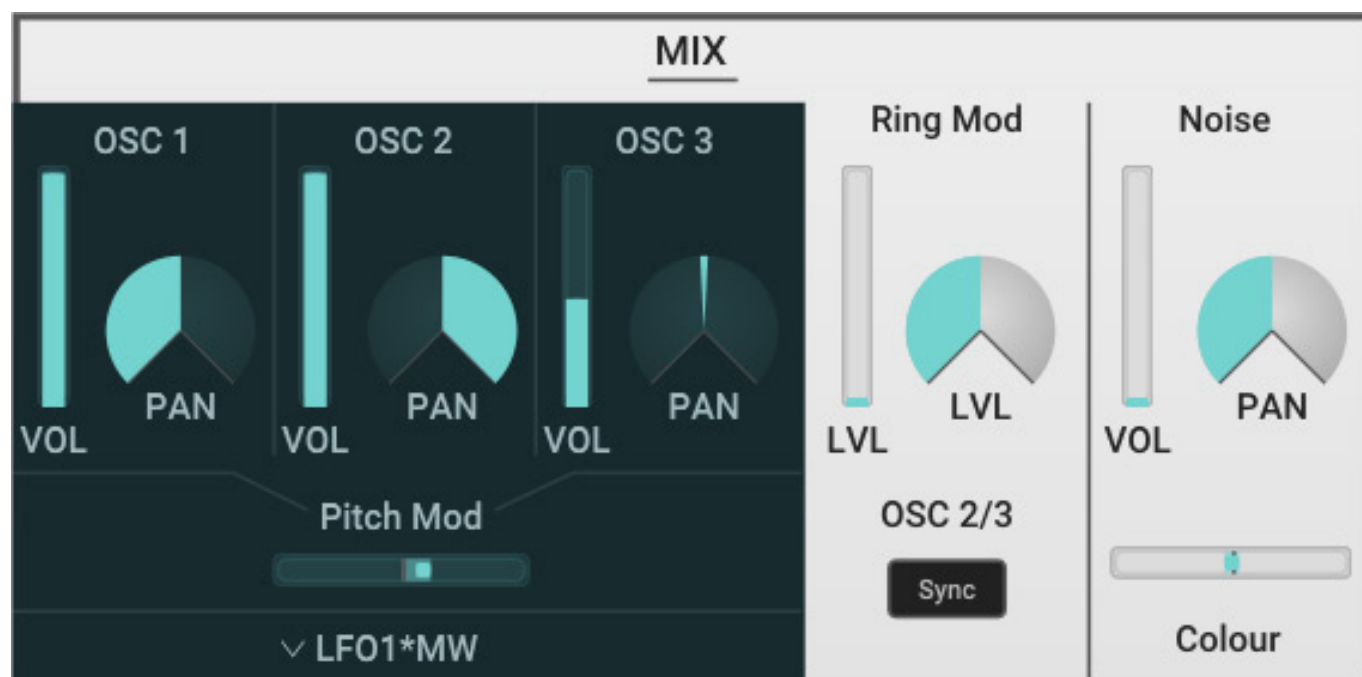 MIX
OSC 1
OSC 2
OSC 3
Ring Mod
Noise
PAN
PAN
PAN
LVL
PAN
VOL
VOL
VOL
LVL
VOL
Pitch Mod
OSC 2/3
Sync
LFO1*MW
Colour